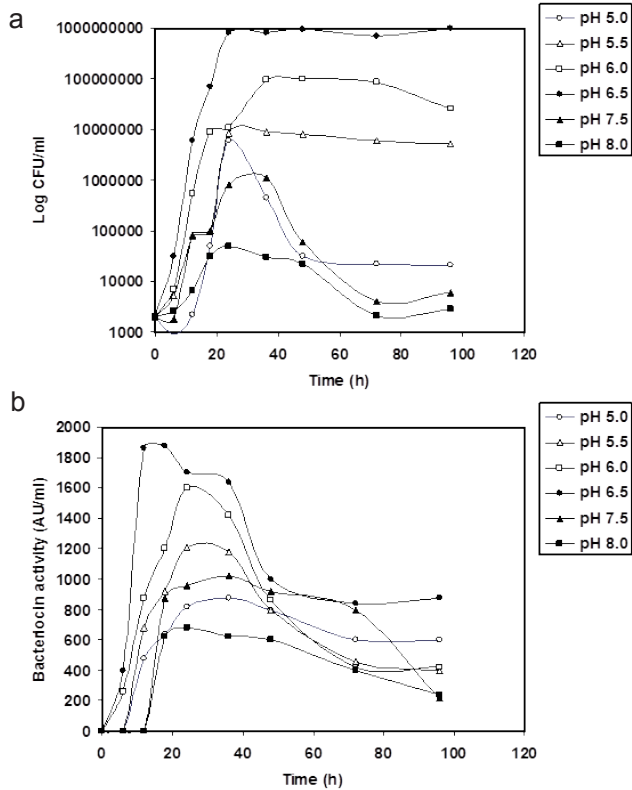 a
Log CFU/ml
1000000000
100000000
10000000
1000000
100000
10000
1000
0 20 40 60 80 100 120
Time (h)
pH 5.0
pH 5.5
pH 6.0
pH 6.5
pH 7.5
pH 8.0
b
Bacteriocin activity (AU/ml)
2000
1800
1600
1400
1200
1000
800
600
400
200
0
0 20 40 60 80 100 120
Time (h)
pH 5.0
pH 5.5
pH 6.0
pH 6.5
pH 7.5
pH 8.0